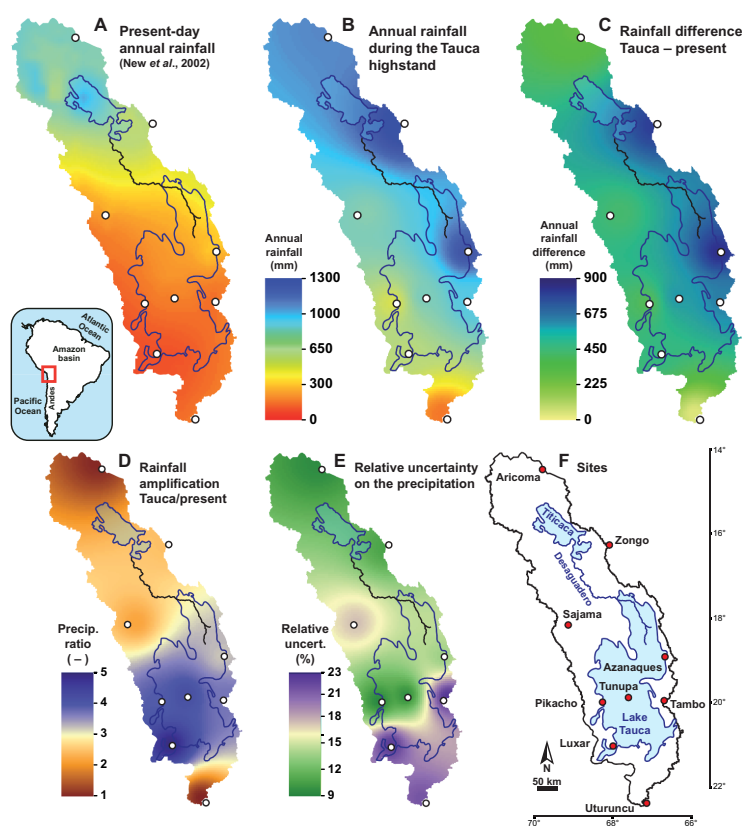 A
Present-day
annual rainfall
(New et al., 2002)
B
Annual rainfall
during the Tauca
highstand
C
Rainfall difference
Tauca – present
Annual
rainfall
(mm)
1300
1000
650
300
0
Annual
rainfall
difference
(mm)
900
675
450
225
0
Atlantic
Ocean
Amazon
basin
Pacific
Ocean
Andes
D
Rainfall
amplification
Tauca/present
E
Relative uncertainty
on the precipitation
F
Sites
Precip.
ratio
( – )
5
4
3
2
1
Relative
uncert.
(%)
23
20
18
15
13
11
9
14°
16°
18°
20°
22°
Aricoma
Titicaca
Zongo
Desaguadero
Sajama
Azanaques
Tunupa
Pikacho
Tambo
Lake
Tauca
Luxar
N
50 km
Uturuncu
70°
68°
66°